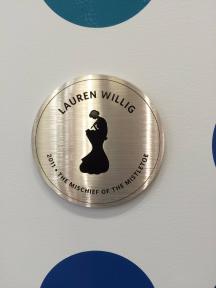 LAUREN WILLIG
2011 • THE MISCHIEF OF THE MISTLETOE